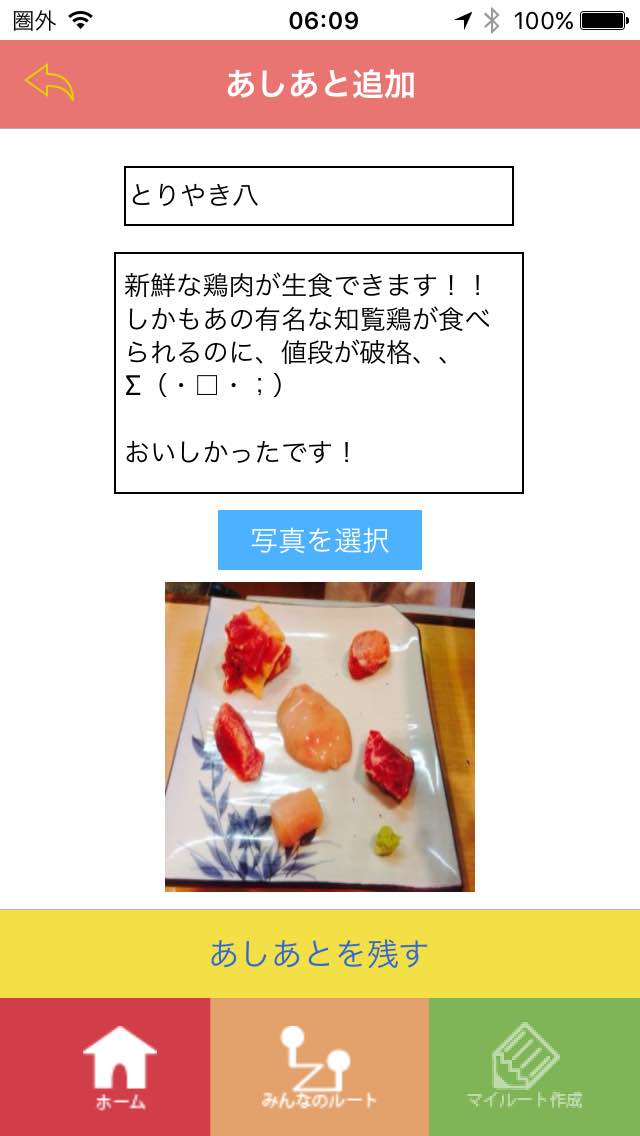 圏外 06:09 100%
あしあと追加
とりやき八
新鮮な鶏肉が生食できます！！
しかもあの有名な知覧鶏が食べ
られるのに、値段が破格、、
Σ（・□・；）
おいしかったです！
写真を選択
あしあとを残す
ホーム みんなのルート マイルート作成